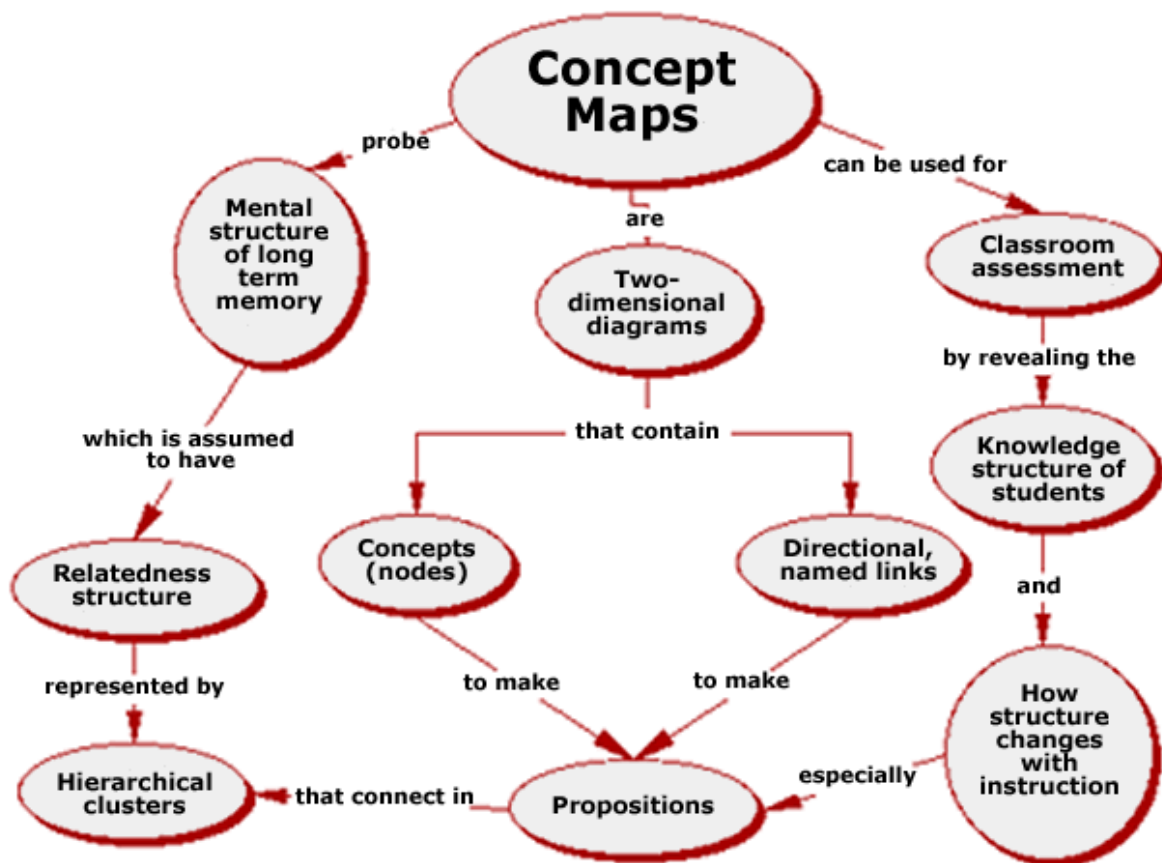 Concept
Maps
probe
can be used for
are
Mental
structure
of long
term
memory
Two-
dimensional
diagrams
Classroom
assessment
by revealing the
which is assumed
to have
that contain
Knowledge
structure of
students
Relatedness
structure
Concepts
(nodes)
Directional,
named links
and
represented by
to make
to make
How
structure
changes
with
instruction
Hierarchical
clusters
that connect in
Propositions
especially